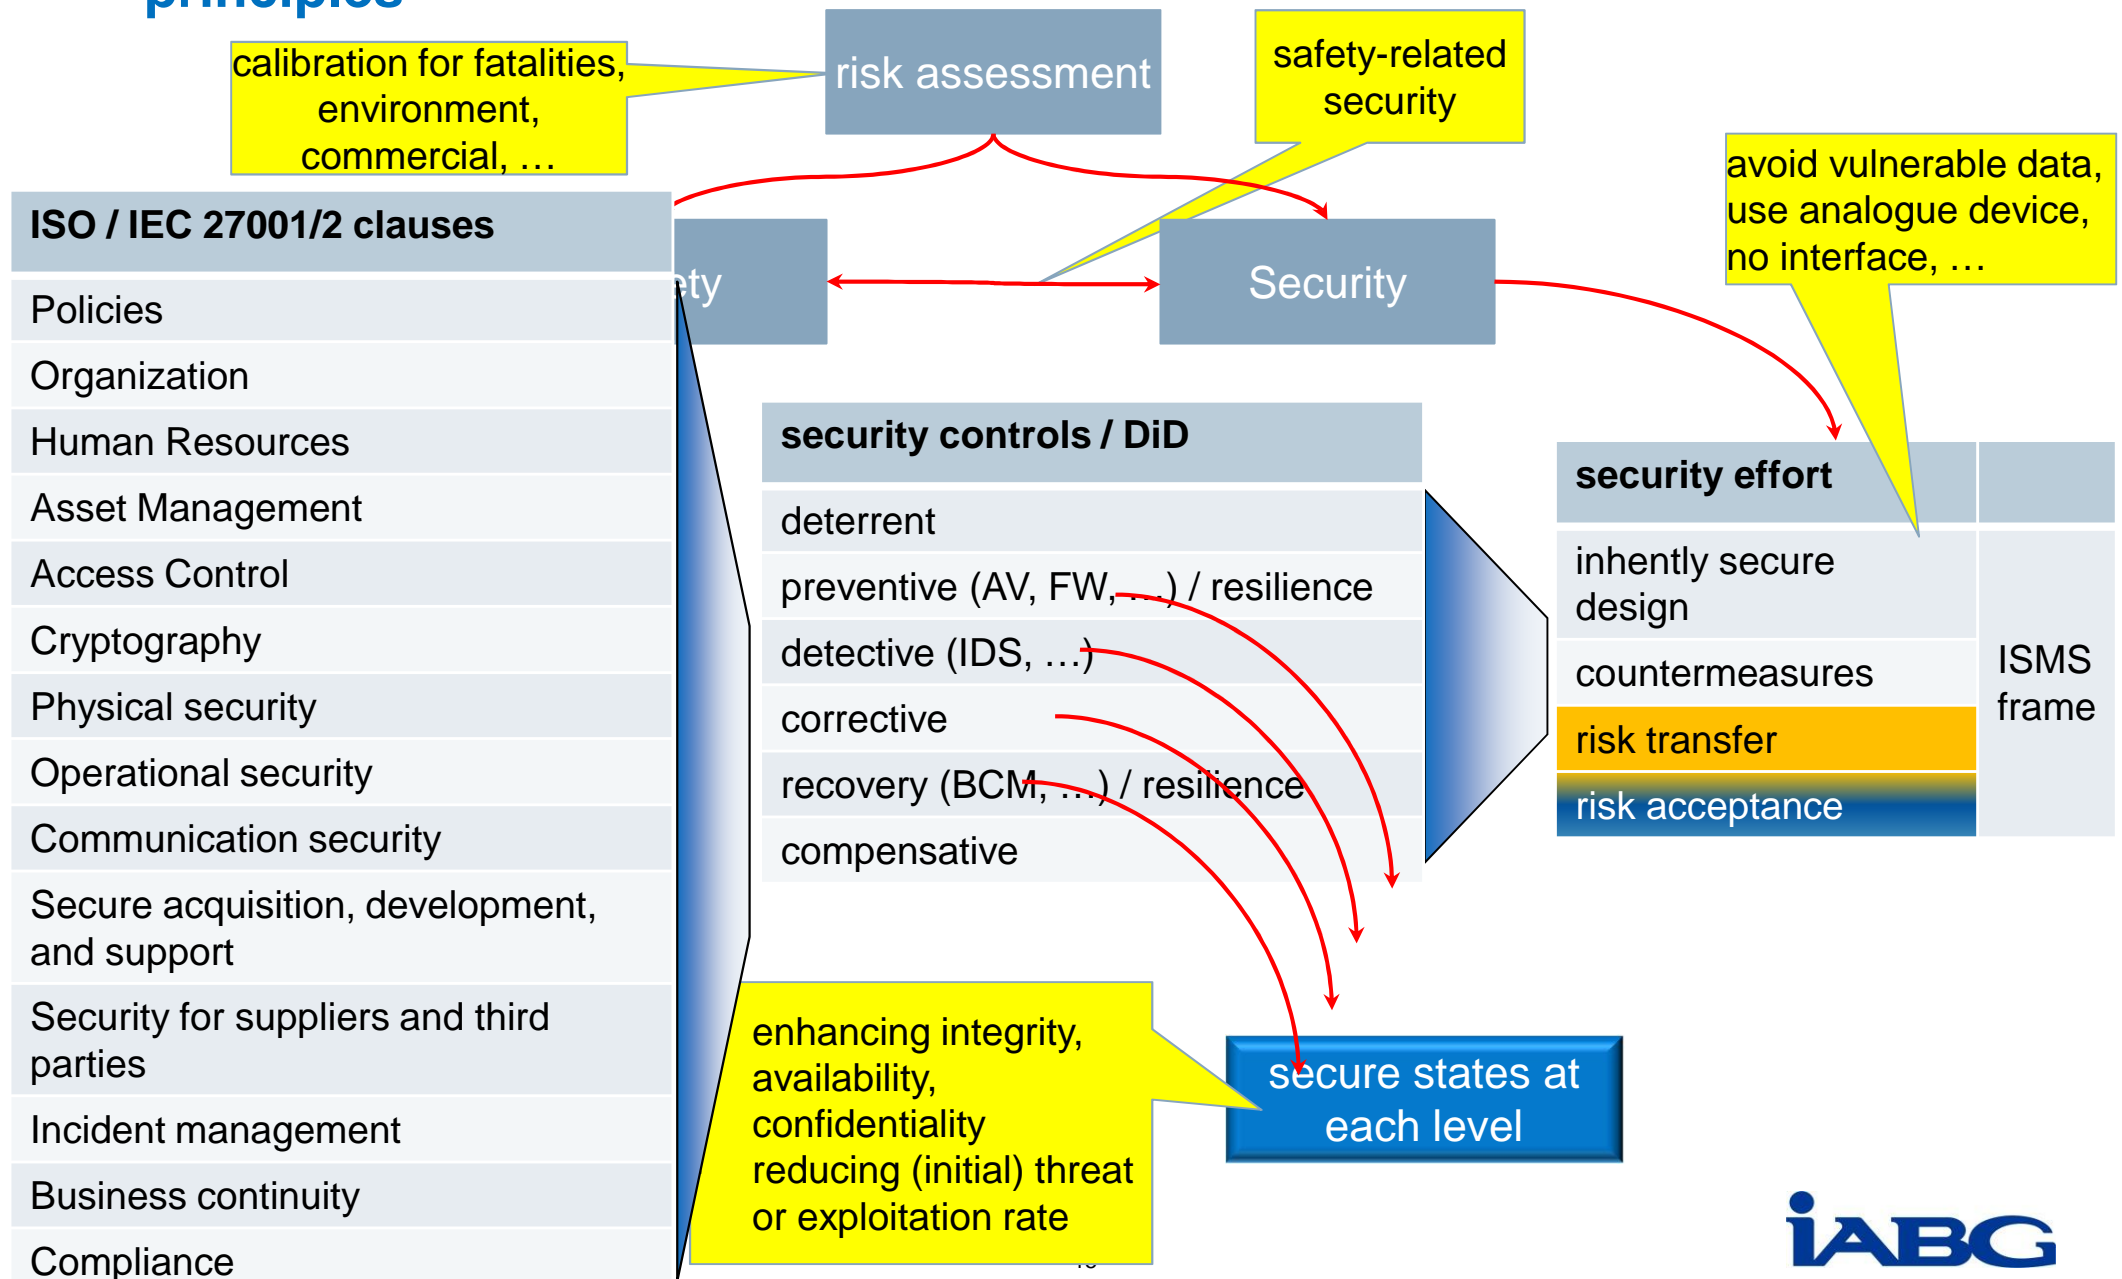 principles
calibration for fatalities,
environment,
commercial, …
risk assessment
safety-related
security
avoid vulnerable data,
use analogue device,
no interface, …
ISO / IEC 27001/2 clauses
Policies
Organization
Human Resources
Asset Management
Access Control
Cryptography
Physical security
Operational security
Communication security
Secure acquisition, development,
and support
Security for suppliers and third
parties
Incident management
Business continuity
Compliance
ety
Security
security controls / DiD
deterrent
preventive (AV, FW, …) / resilience
detective (IDS, …)
corrective
recovery (BCM, …) / resilience
compensative
security effort
inhently secure
design
countermeasures
risk transfer
risk acceptance
ISMS
frame
enhancing integrity,
availability,
confidentiality
reducing (initial) threat
or exploitation rate
secure states at
each level
iABG